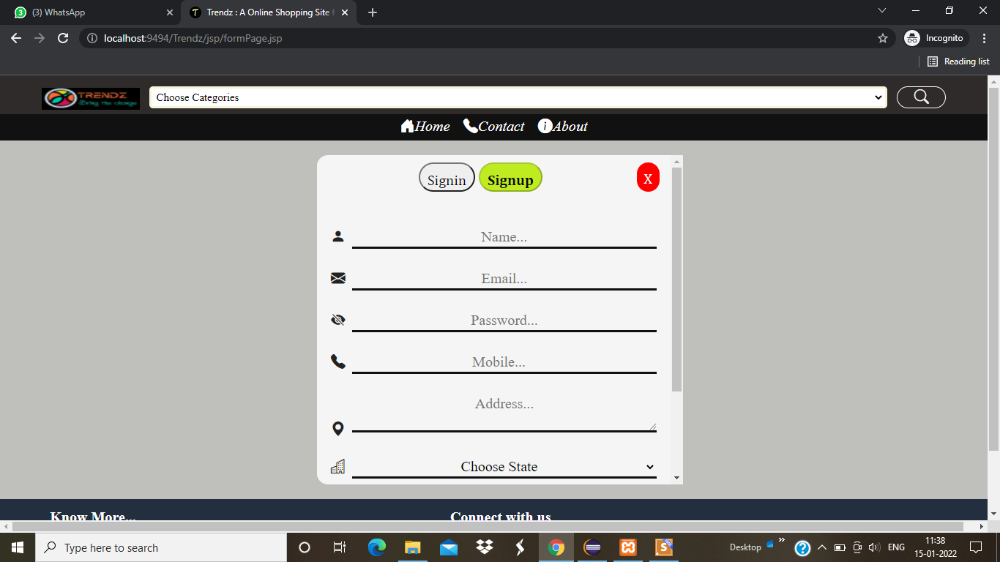 (3) WhatsApp
Trendz : A Online Shopping Site f
localhost:9494/Trendz/jsp/formPage.jsp
Incognito
Reading list
TRENDZ
Bring the change
Choose Categories
Home Contact About
Signin Signup X
Name...
Email...
Password...
Mobile...
Address...
Choose State
Know More... Connect with us
Type here to search
Desktop
ENG
11:38
15-01-2022